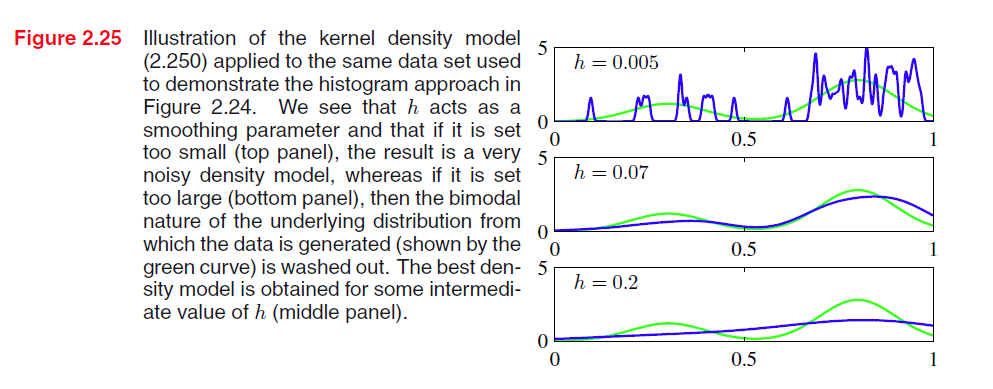 Figure 2.25 Illustration of the kernel density model
(2.250) applied to the same data set used
to demonstrate the histogram approach in
Figure 2.24. We see that h acts as a
smoothing parameter and that if it is set
too small (top panel), the result is a very
noisy density model, whereas if it is set
too large (bottom panel), then the bimodal
nature of the underlying distribution from
which the data is generated (shown by the
green curve) is washed out. The best den-
sity model is obtained for some intermedi-
ate value of h (middle panel).
5
h = 0.005
0
0 0.5 1
5
h = 0.07
0
0 0.5 1
5
h = 0.2
0
0 0.5 1